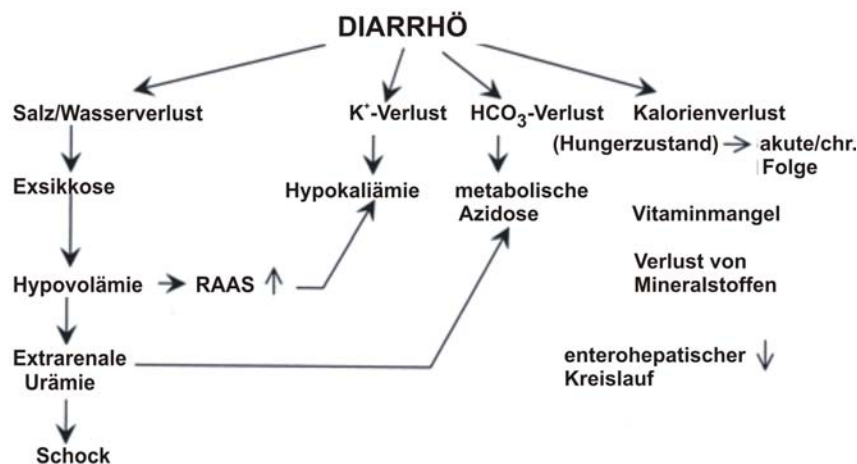 DIARRHÖ
Salz/Wasserverlust
K⁺-Verlust
HCO₃-Verlust
Kalorienverlust
(Hungerzustand) → akute/chr.
Folge
Exsikkose
Hypokaliämie
metabolische
Azidose
Vitaminmangel
Verlust von
Mineralstoffen
Hypovolämie → RAAS ↑
Extrarenale
Urämie
enterohepatischer ↓
Kreislauf
Schock